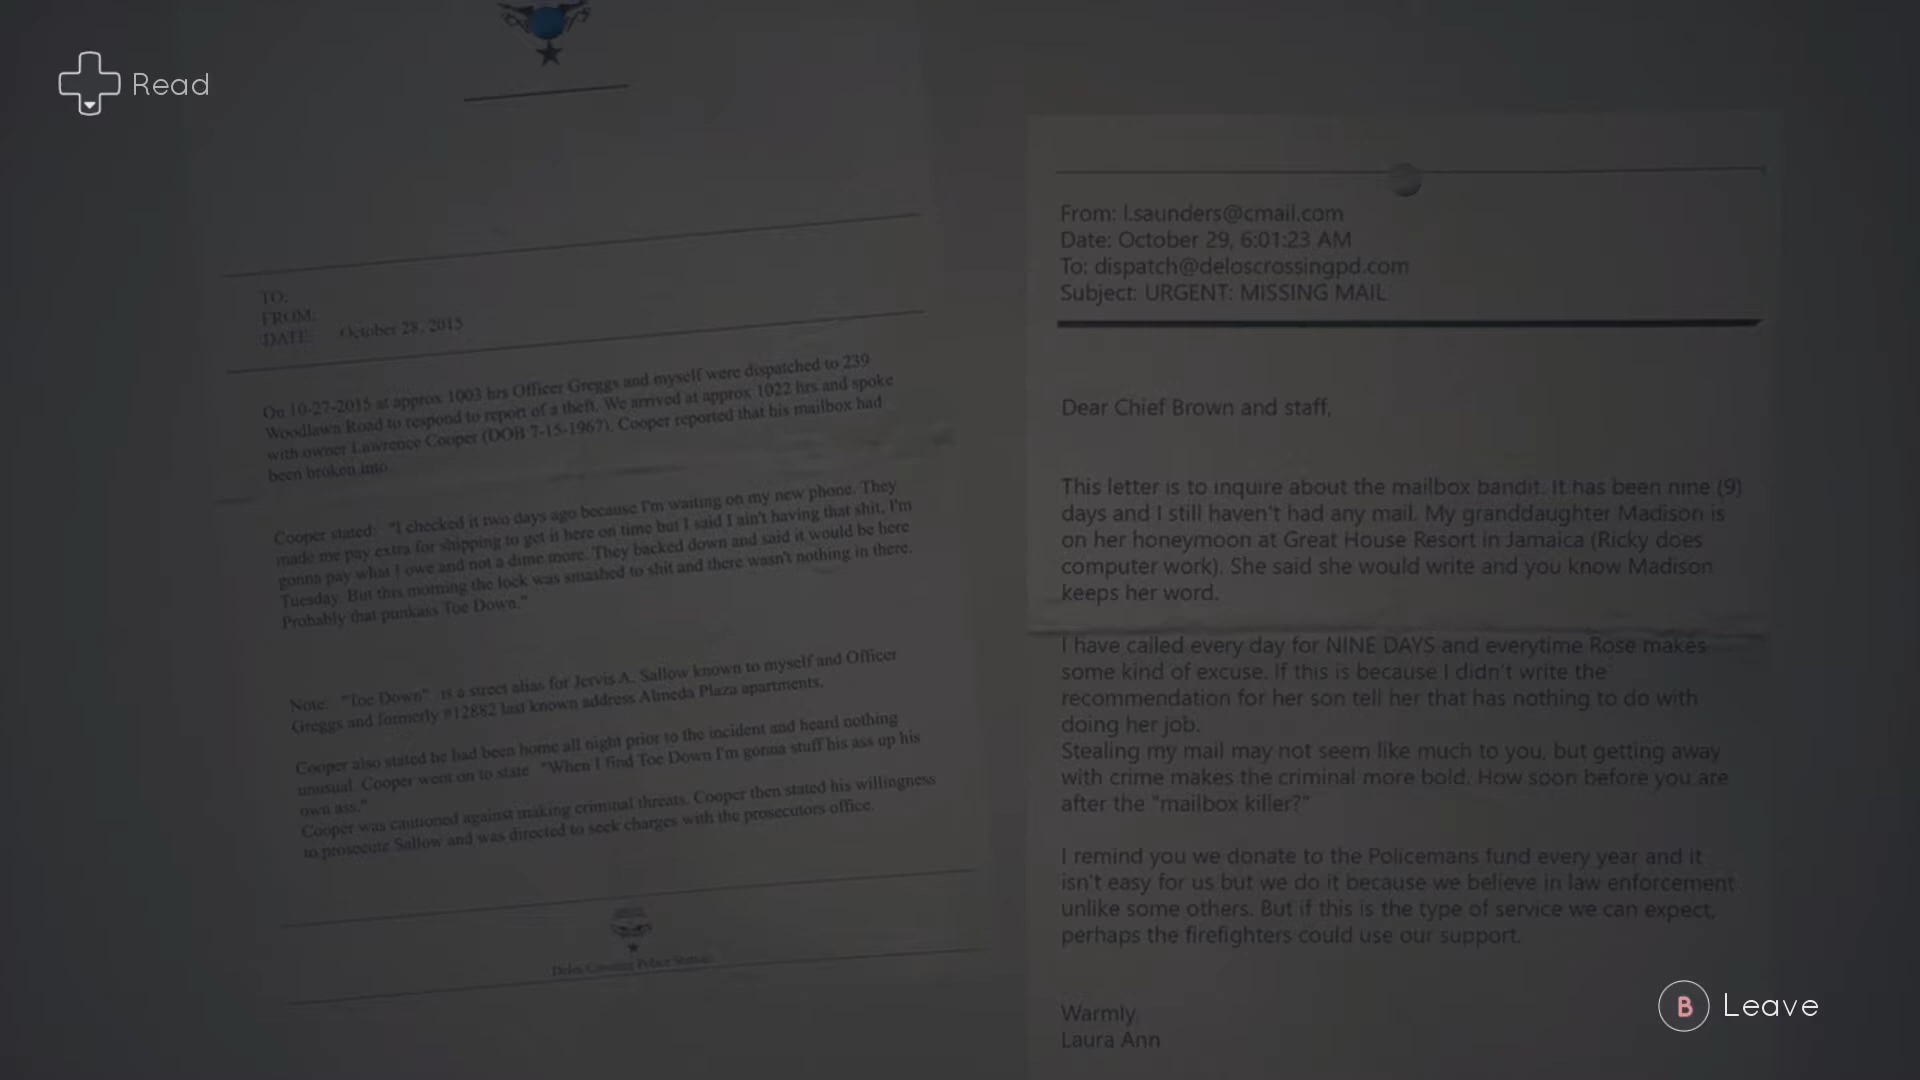 Read
TO:
FROM:
DATE: October 28, 2015
On 10-27-2015 at approx 1003 hrs Officer Greggs and myself were dispatched to 239
Woodlawn Road to respond to report of a theft. We arrived at approx 1022 hrs and spoke
with owner Lawrence Cooper (DOB 7-15-1967). Cooper reported that his mailbox had
been broken into.
Cooper stated: "I checked it two days ago because I'm waiting on my new phone. They
made me pay extra for shipping to get it here on time but I said I ain't having that shit, I'm
gonna pay what I owe and not a dime more. They backed down and said it would be here
Tuesday. But this morning the lock was smashed to shit and there wasn't nothing in there.
Probably that punkass Toe Down."
Note: "Toe Down" is a street alias for Jervis A. Sallow known to myself and Officer
Greggs and formerly #12882 last known address Almeda Plaza apartments.
Cooper also stated he had been home all night prior to the incident and heard nothing
unusual. Cooper went on to state "When I find Toe Down I'm gonna stuff his ass up his
own ass."
Cooper was cautioned against making criminal threats. Cooper then stated his willingness
to prosecute Sallow and was directed to seek charges with the prosecutors office.
Delos Crossing Police Station
From: l.saunders@cmail.com
Date: October 29, 6:01:23 AM
To: dispatch@deloscrossingpd.com
Subject: URGENT: MISSING MAIL
Dear Chief Brown and staff,
This letter is to inquire about the mailbox bandit. It has been nine (9)
days and I still haven't had any mail. My granddaughter Madison is
on her honeymoon at Great House Resort in Jamaica (Ricky does
computer work). She said she would write and you know Madison
keeps her word.
I have called every day for NINE DAYS and everytime Rose makes
some kind of excuse. If this is because I didn't write the
recommendation for her son tell her that has nothing to do with
doing her job.
Stealing my mail may not seem like much to you, but getting away
with crime makes the criminal more bold. How soon before you are
after the "mailbox killer?"
I remind you we donate to the Policemans fund every year and it
isn't easy for us but we do it because we believe in law enforcement
unlike some others. But if this is the type of service we can expect,
perhaps the firefighters could use our support.
Warmly,
Laura Ann
B Leave